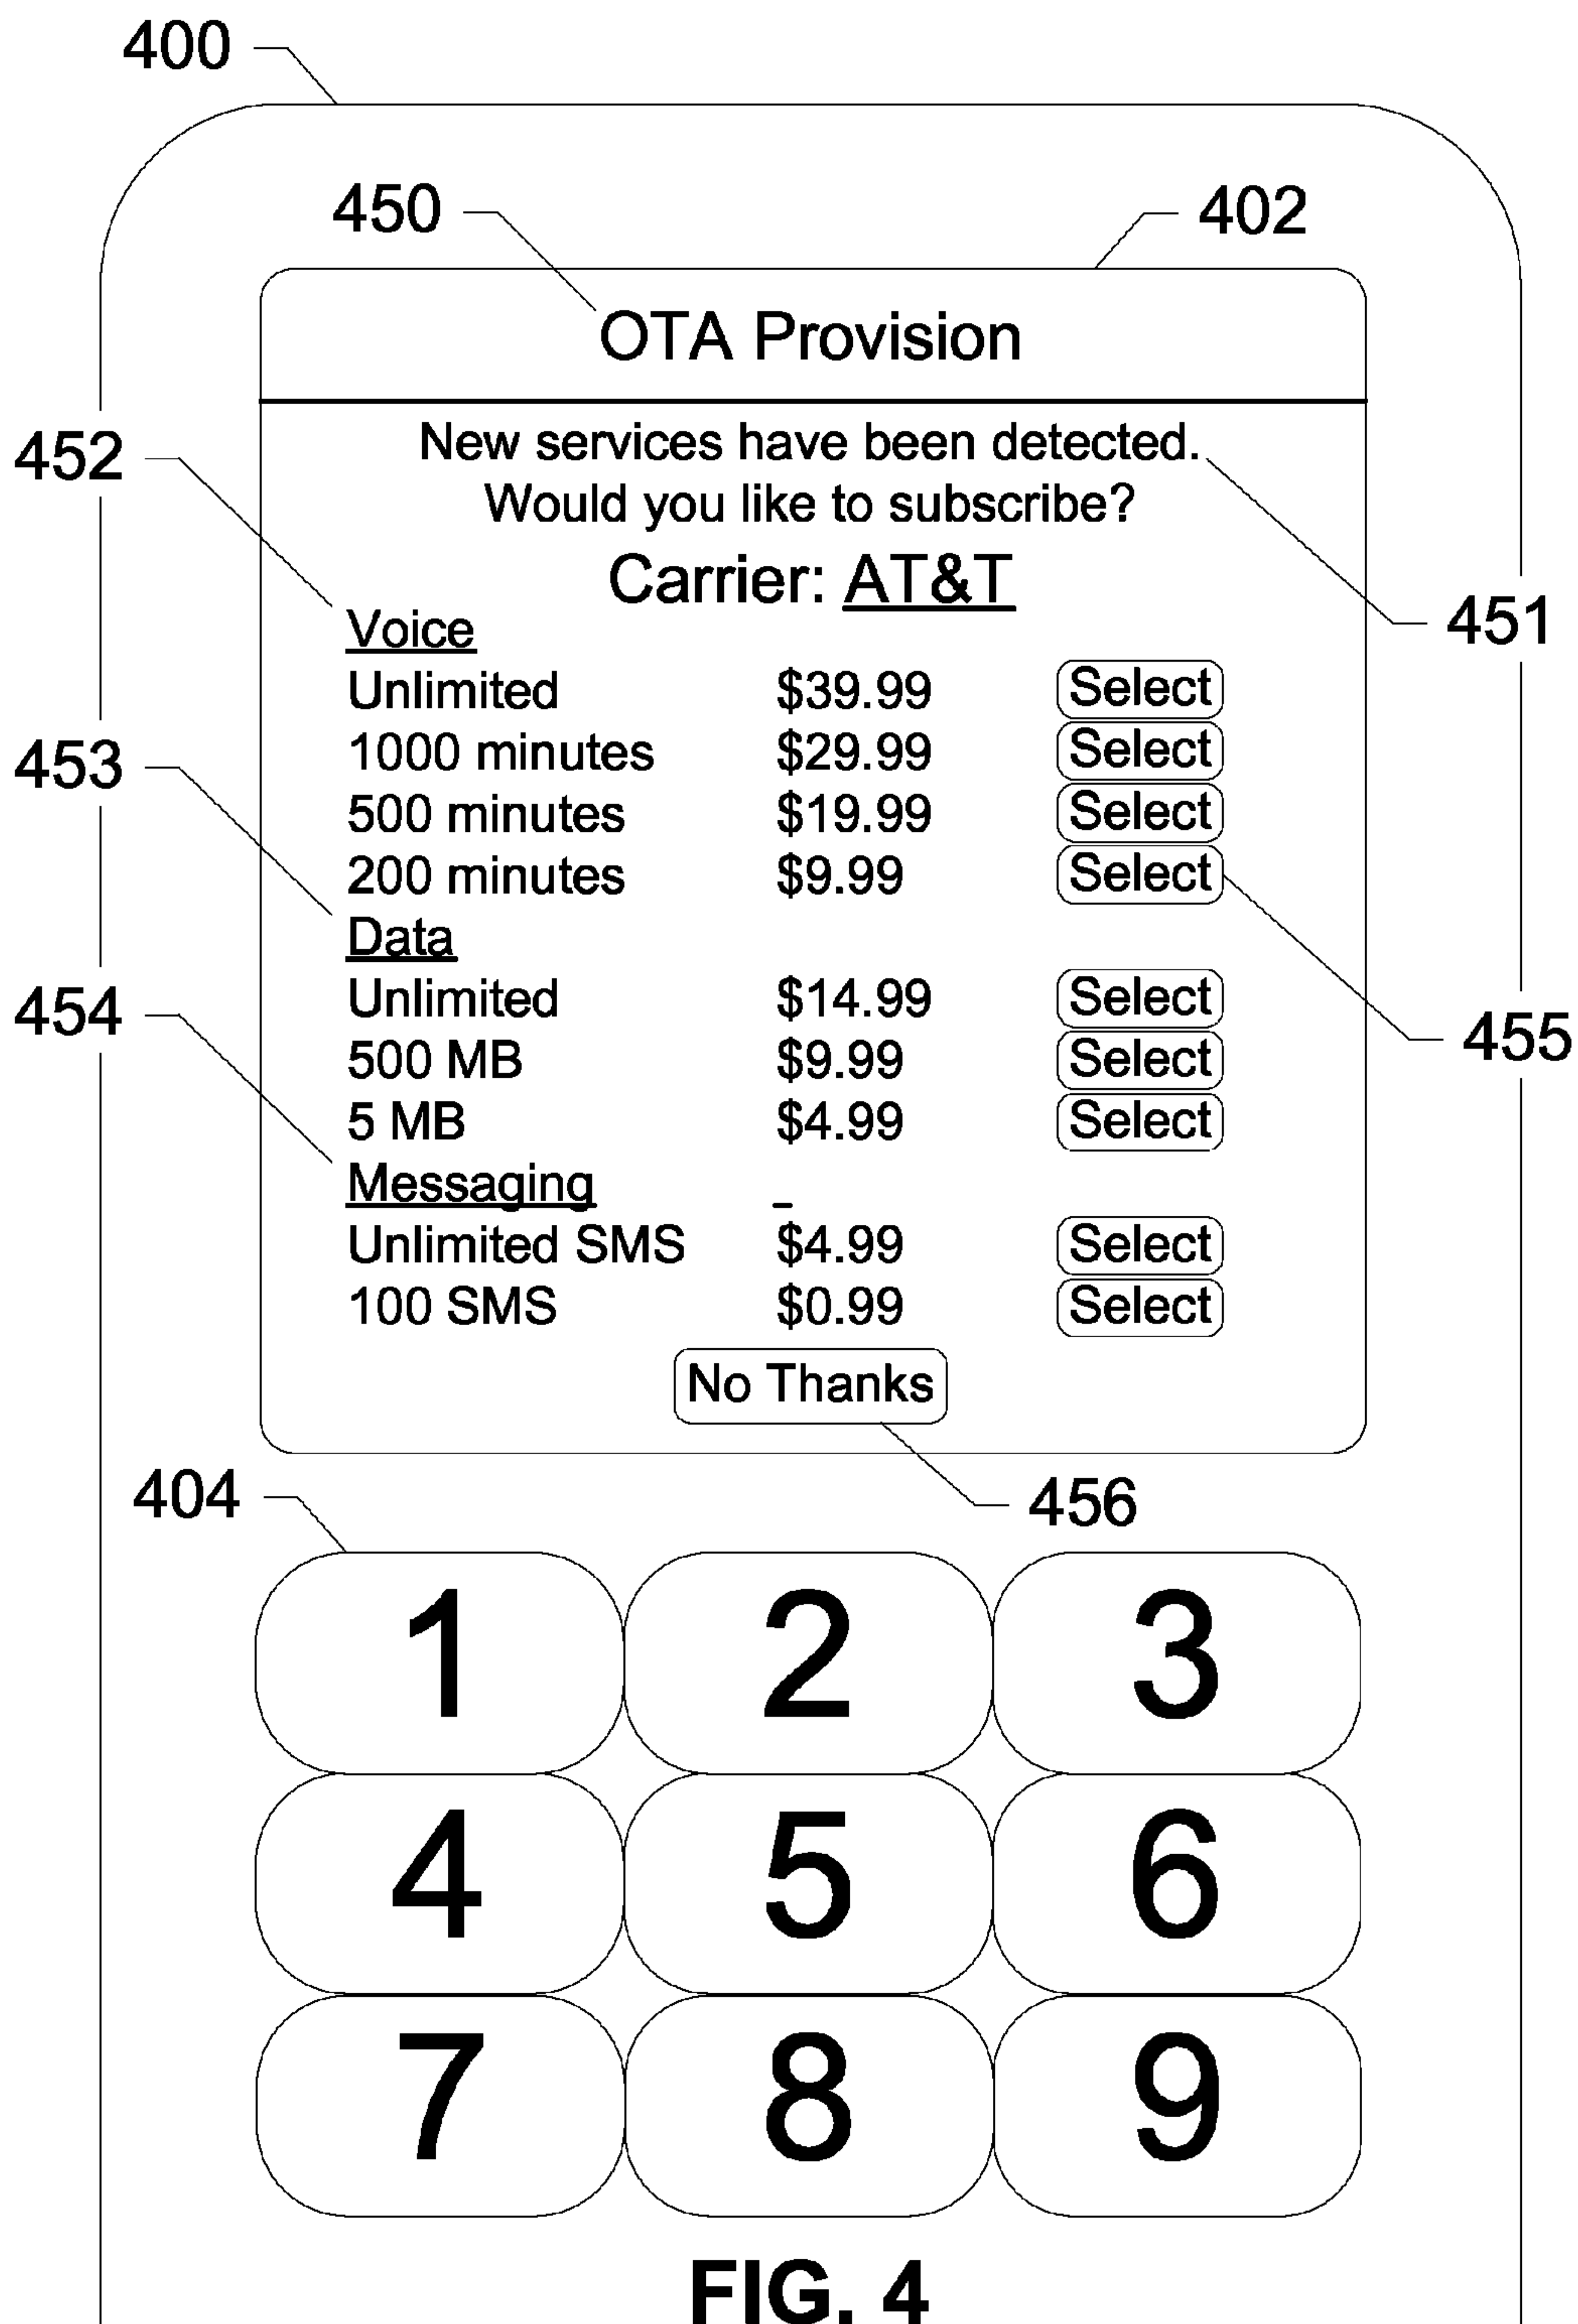 400
450 402
OTA Provision
452 New services have been detected.
Would you like to subscribe?
Carrier: AT&T
Voice 451
Unlimited $39.99 Select
453 1000 minutes $29.99 Select
500 minutes $19.99 Select
200 minutes $9.99 Select
Data
454 Unlimited $14.99 Select
500 MB $9.99 Select 455
5 MB $4.99 Select
Messaging _
Unlimited SMS $4.99 Select
100 SMS $0.99 Select
No Thanks
404 456
1 2 3
4 5 6
7 8 9
FIG. 4